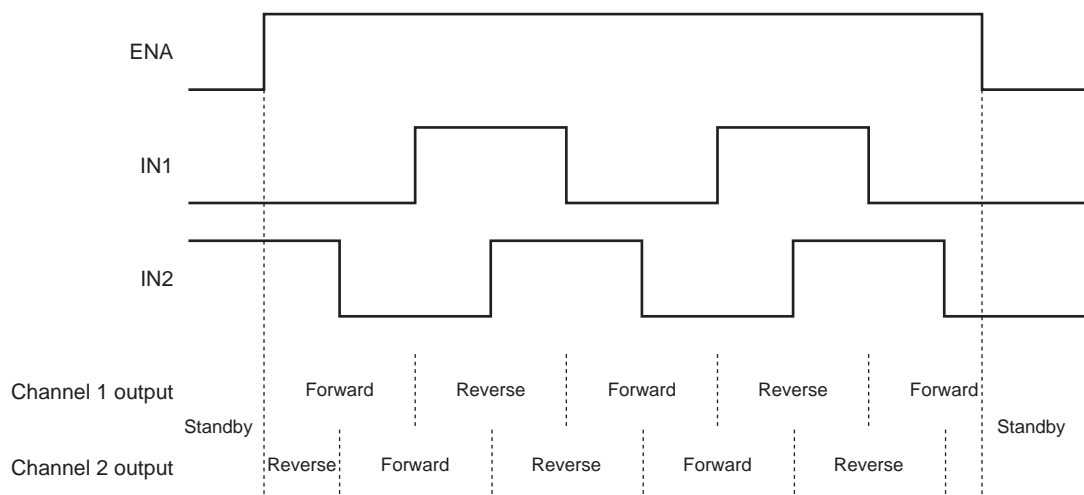 ENA
IN1
IN2
Channel 1 output
Forward
Reverse
Forward
Reverse
Forward
Standby
Standby
Channel 2 output
Reverse
Forward
Reverse
Forward
Reverse